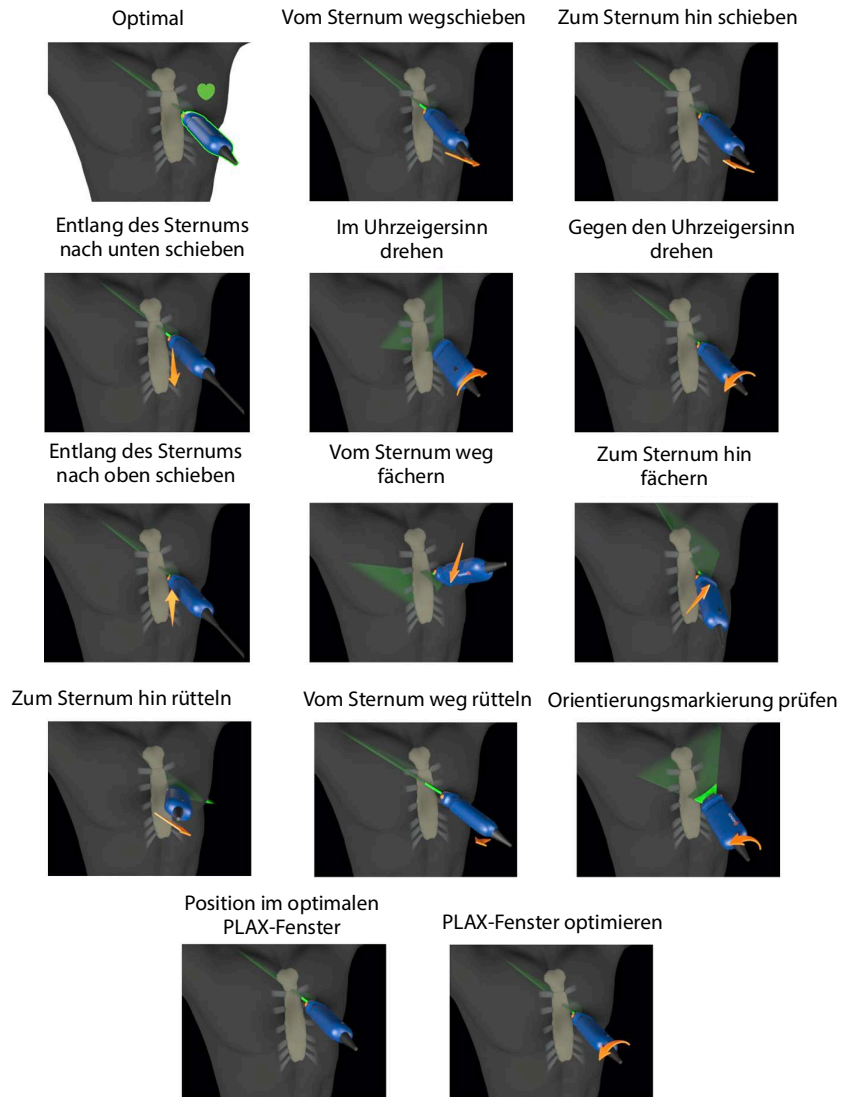 Optimal
Vom Sternum wegschieben
Zum Sternum hin schieben
Entlang des Sternums
nach unten schieben
Im Uhrzeigersinn
drehen
Gegen den Uhrzeigersinn
drehen
Entlang des Sternums
nach oben schieben
Vom Sternum weg
fächern
Zum Sternum hin
fächern
Zum Sternum hin rütteln
Vom Sternum weg rütteln
Orientierungsmarkierung prüfen
Position im optimalen
PLAX-Fenster
PLAX-Fenster optimieren